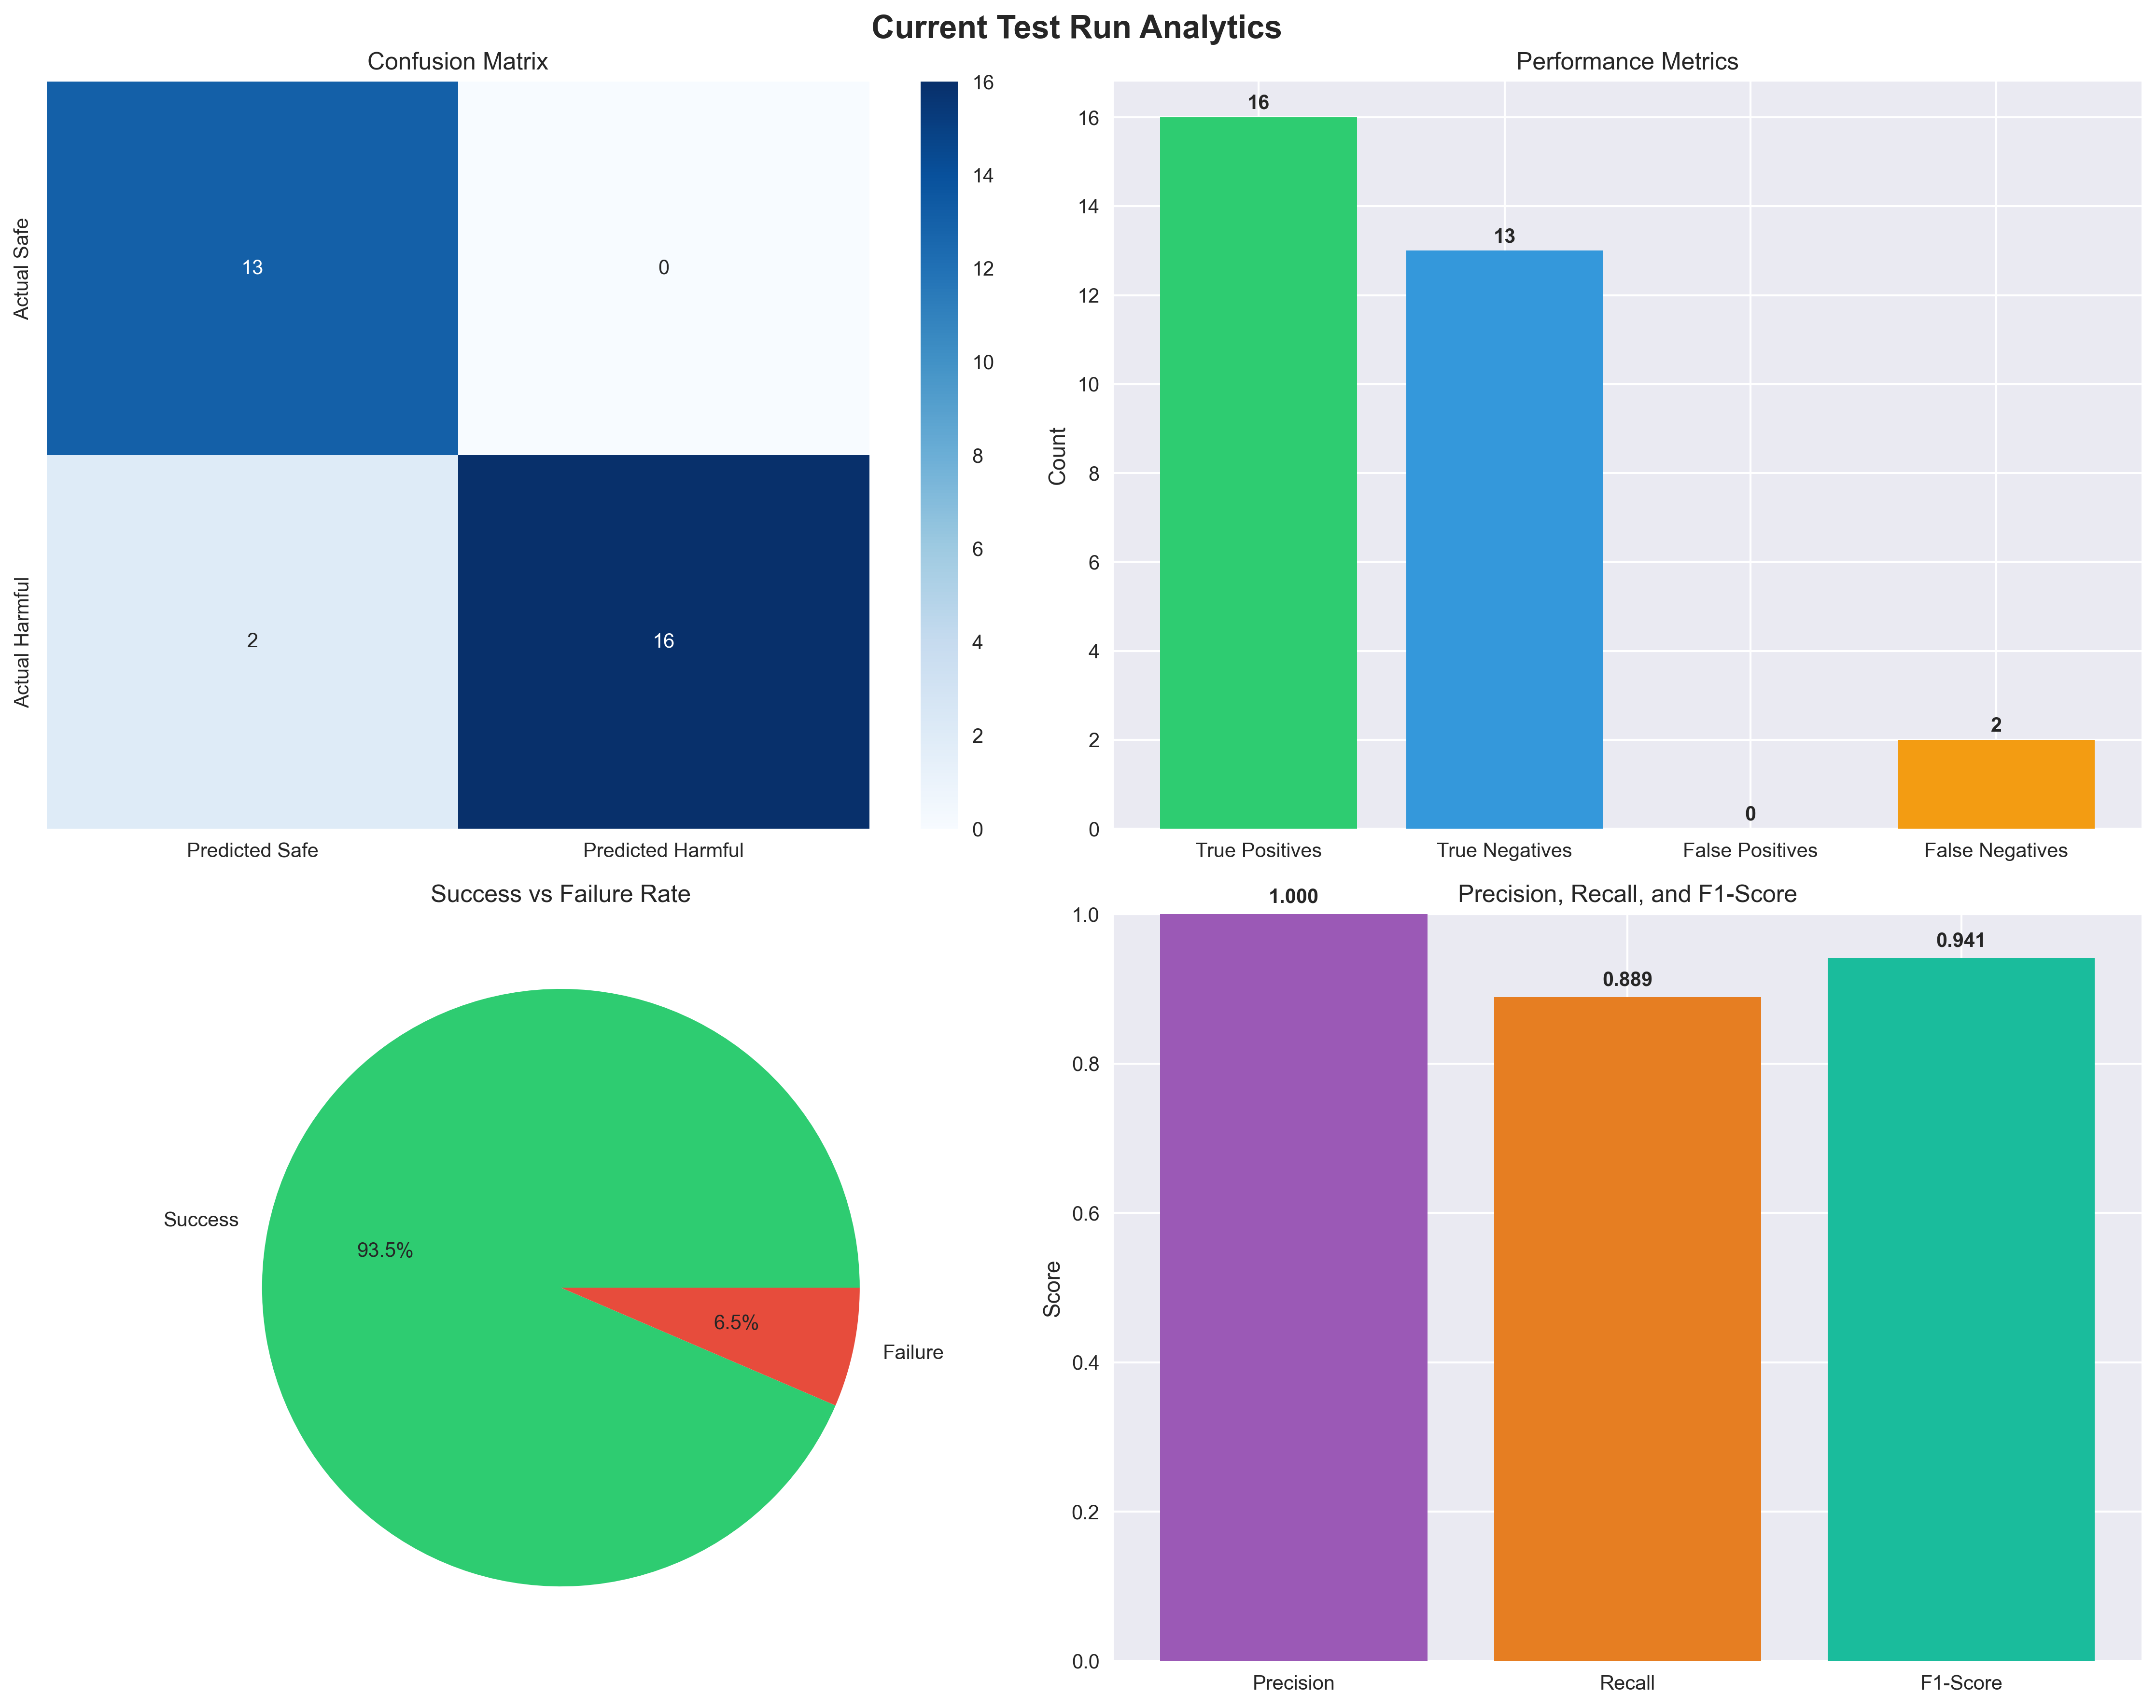 Current Test Run Analytics
Confusion Matrix
Actual Safe
Actual Harmful
13
0
2
16
Predicted Safe
Predicted Harmful
16
14
12
10
8
6
4
2
0
Performance Metrics
Count
16
14
12
10
8
6
4
2
0
16
13
0
2
True Positives
True Negatives
False Positives
False Negatives
Success vs Failure Rate
Success
93.5%
6.5%
Failure
Precision, Recall, and F1-Score
Score
1.0
0.8
0.6
0.4
0.2
0.0
1.000
0.889
0.941
Precision
Recall
F1-Score